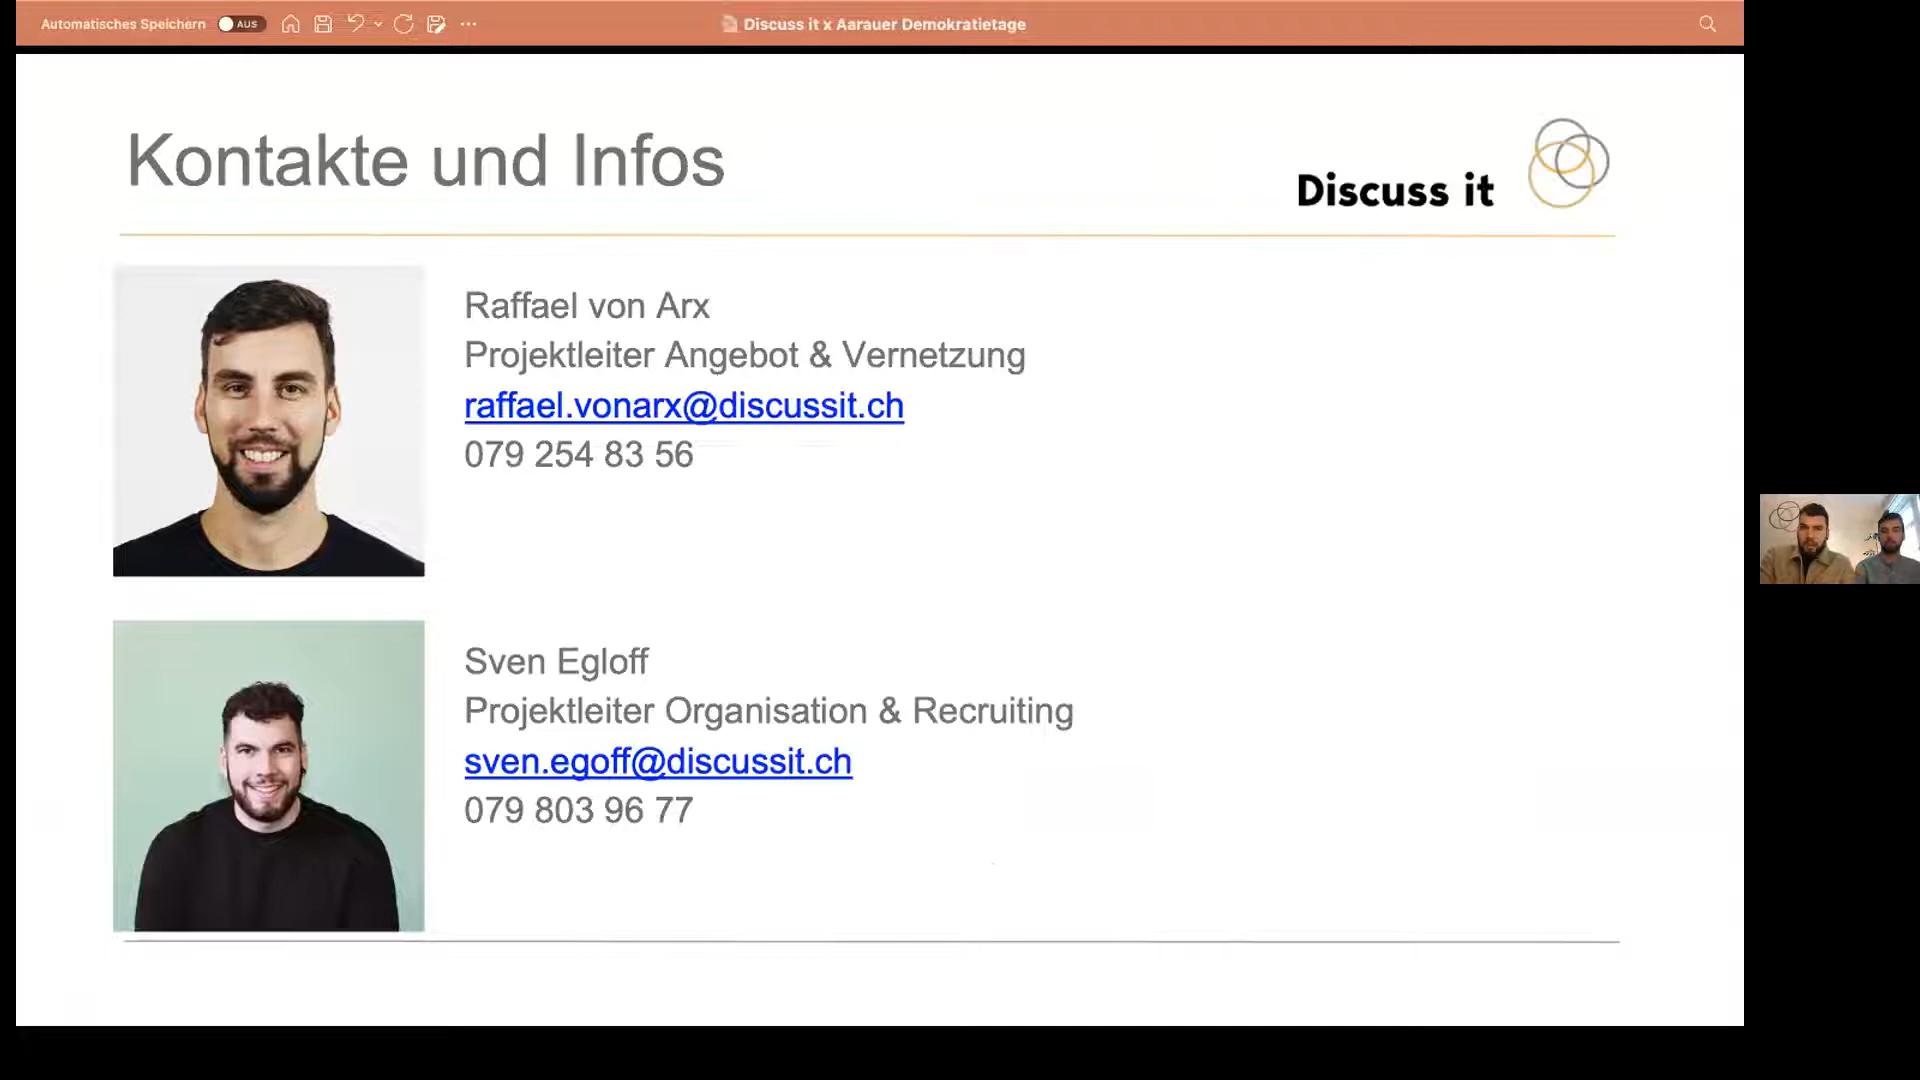 Automatisches Speichern AUS
Discuss it x Aarauer Demokratietage
Kontakte und Infos
Discuss it
Raffael von Arx
Projektleiter Angebot & Vernetzung
raffael.vonarx@discussit.ch
079 254 83 56
Sven Egloff
Projektleiter Organisation & Recruiting
sven.egoff@discussit.ch
079 803 96 77